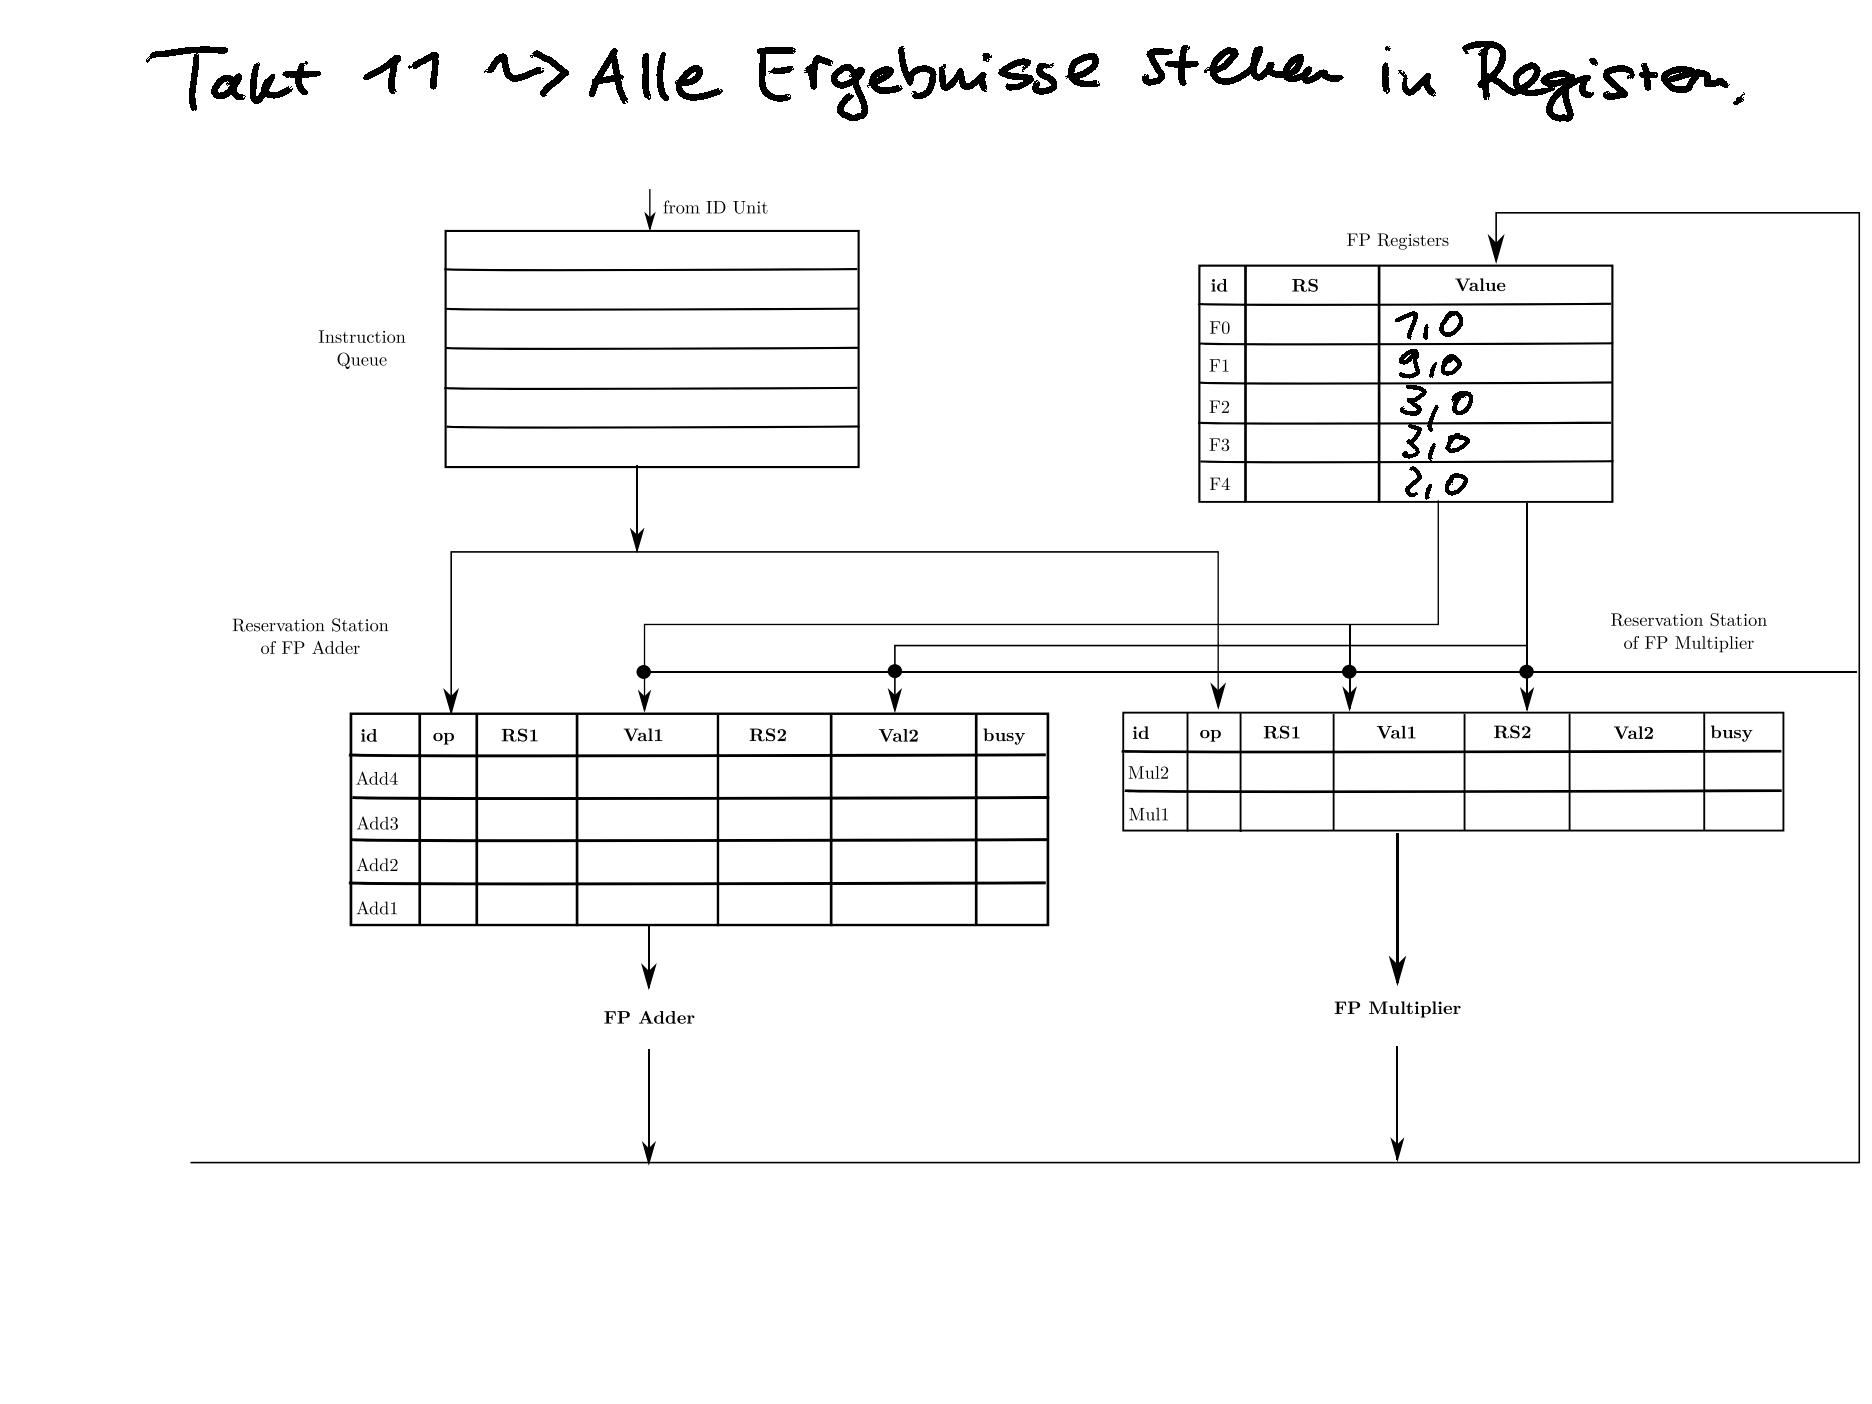 Takt 11 ~> Alle Ergebnisse stehen in Registern.
from ID Unit
FP Registers
id RS Value
F0 1,0
F1 9,0
F2 3,0
F3 3,0
F4 2,0
Instruction
Queue
Reservation Station
of FP Adder
Reservation Station
of FP Multiplier
id op RS1 Val1 RS2 Val2 busy
Add4
Add3
Add2
Add1
id op RS1 Val1 RS2 Val2 busy
Mul2
Mul1
FP Adder
FP Multiplier